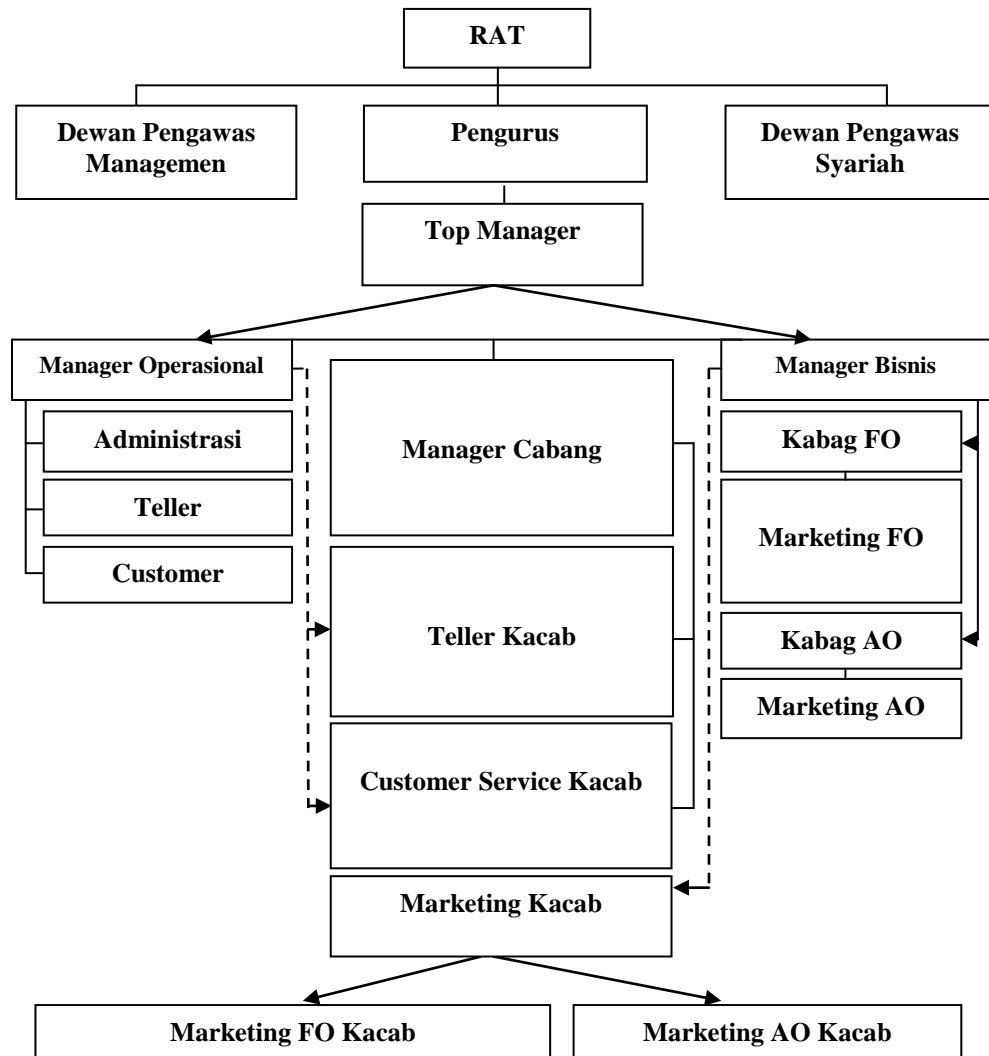 RAT
Dewan Pengawas
Managemen
Pengurus
Dewan Pengawas
Syariah
Top Manager
Manager Operasional
Manager Bisnis
Administrasi
Teller
Customer
Manager Cabang
Teller Kacab
Customer Service Kacab
Marketing Kacab
Kabag FO
Marketing FO
Kabag AO
Marketing AO
Marketing FO Kacab
Marketing AO Kacab